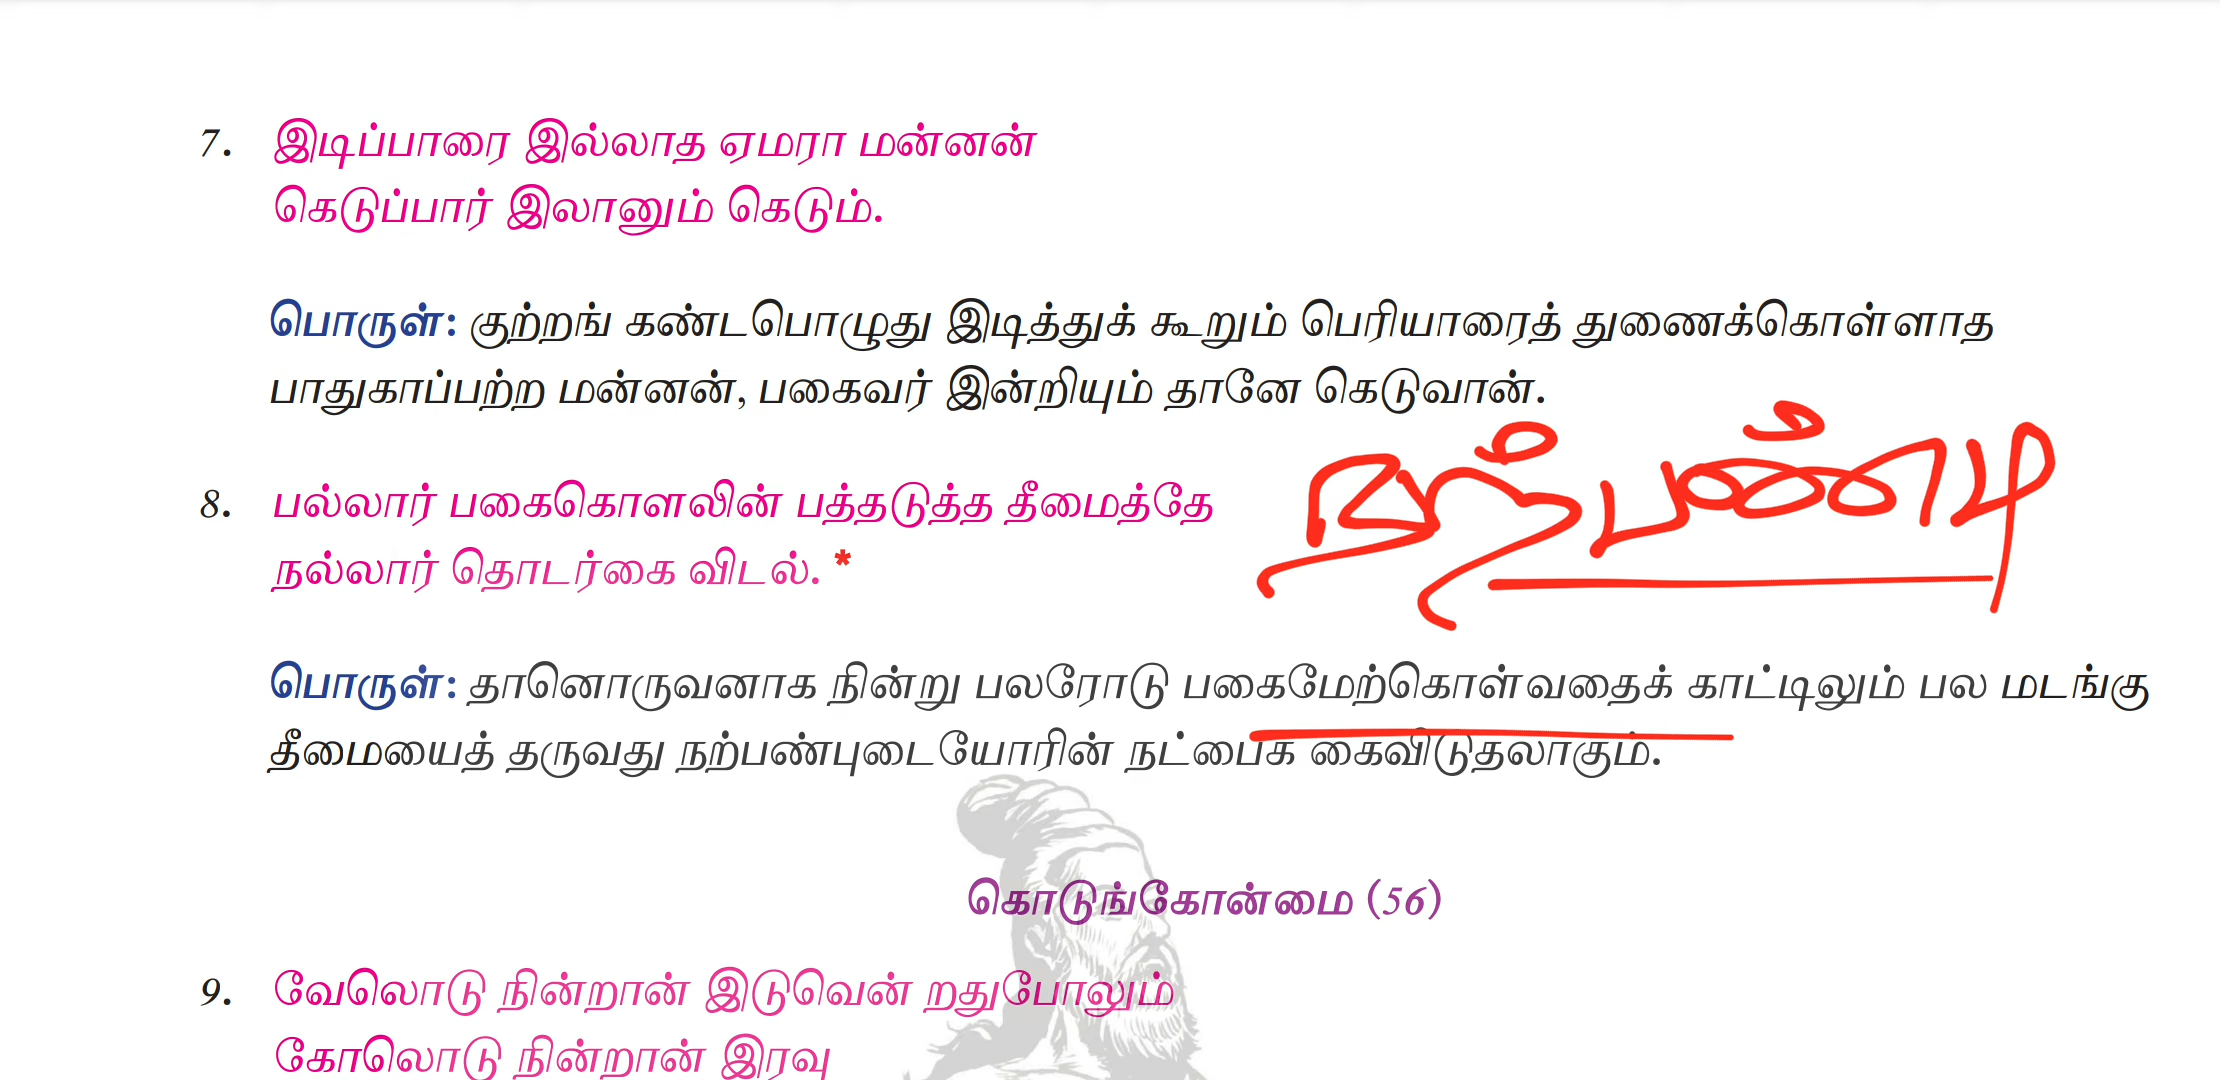 7. இடிப்பாரை இல்லாத ஏமரா மன்னன்
கெடுப்பார் இலானும் கெடும்.
பொருள்: குற்றங் கண்டபொழுது இடித்துக் கூறும் பெரியாரைத் துணைக்கொள்ளாத
பாதுகாப்பற்ற மன்னன், பகைவர் இன்றியும் தானே கெடுவான்.
8. பல்லார் பகைகொளலின் பத்தடுத்த தீமைத்தே
நல்லார் தொடர்கை விடல். *
நற்பண்பு
பொருள்: தானொருவனாக நின்று பலரோடு பகைமேற்கொள்வதைக் காட்டிலும் பல மடங்கு
தீமையைத் தருவது நற்பண்புடையோரின் நட்பைக் கைவிடுதலாகும்.
கொடுங்கோன்மை (56)
9. வேலொடு நின்றான் இடுவென் றதுபோலும்
கோலொடு நின்றான் இரவு